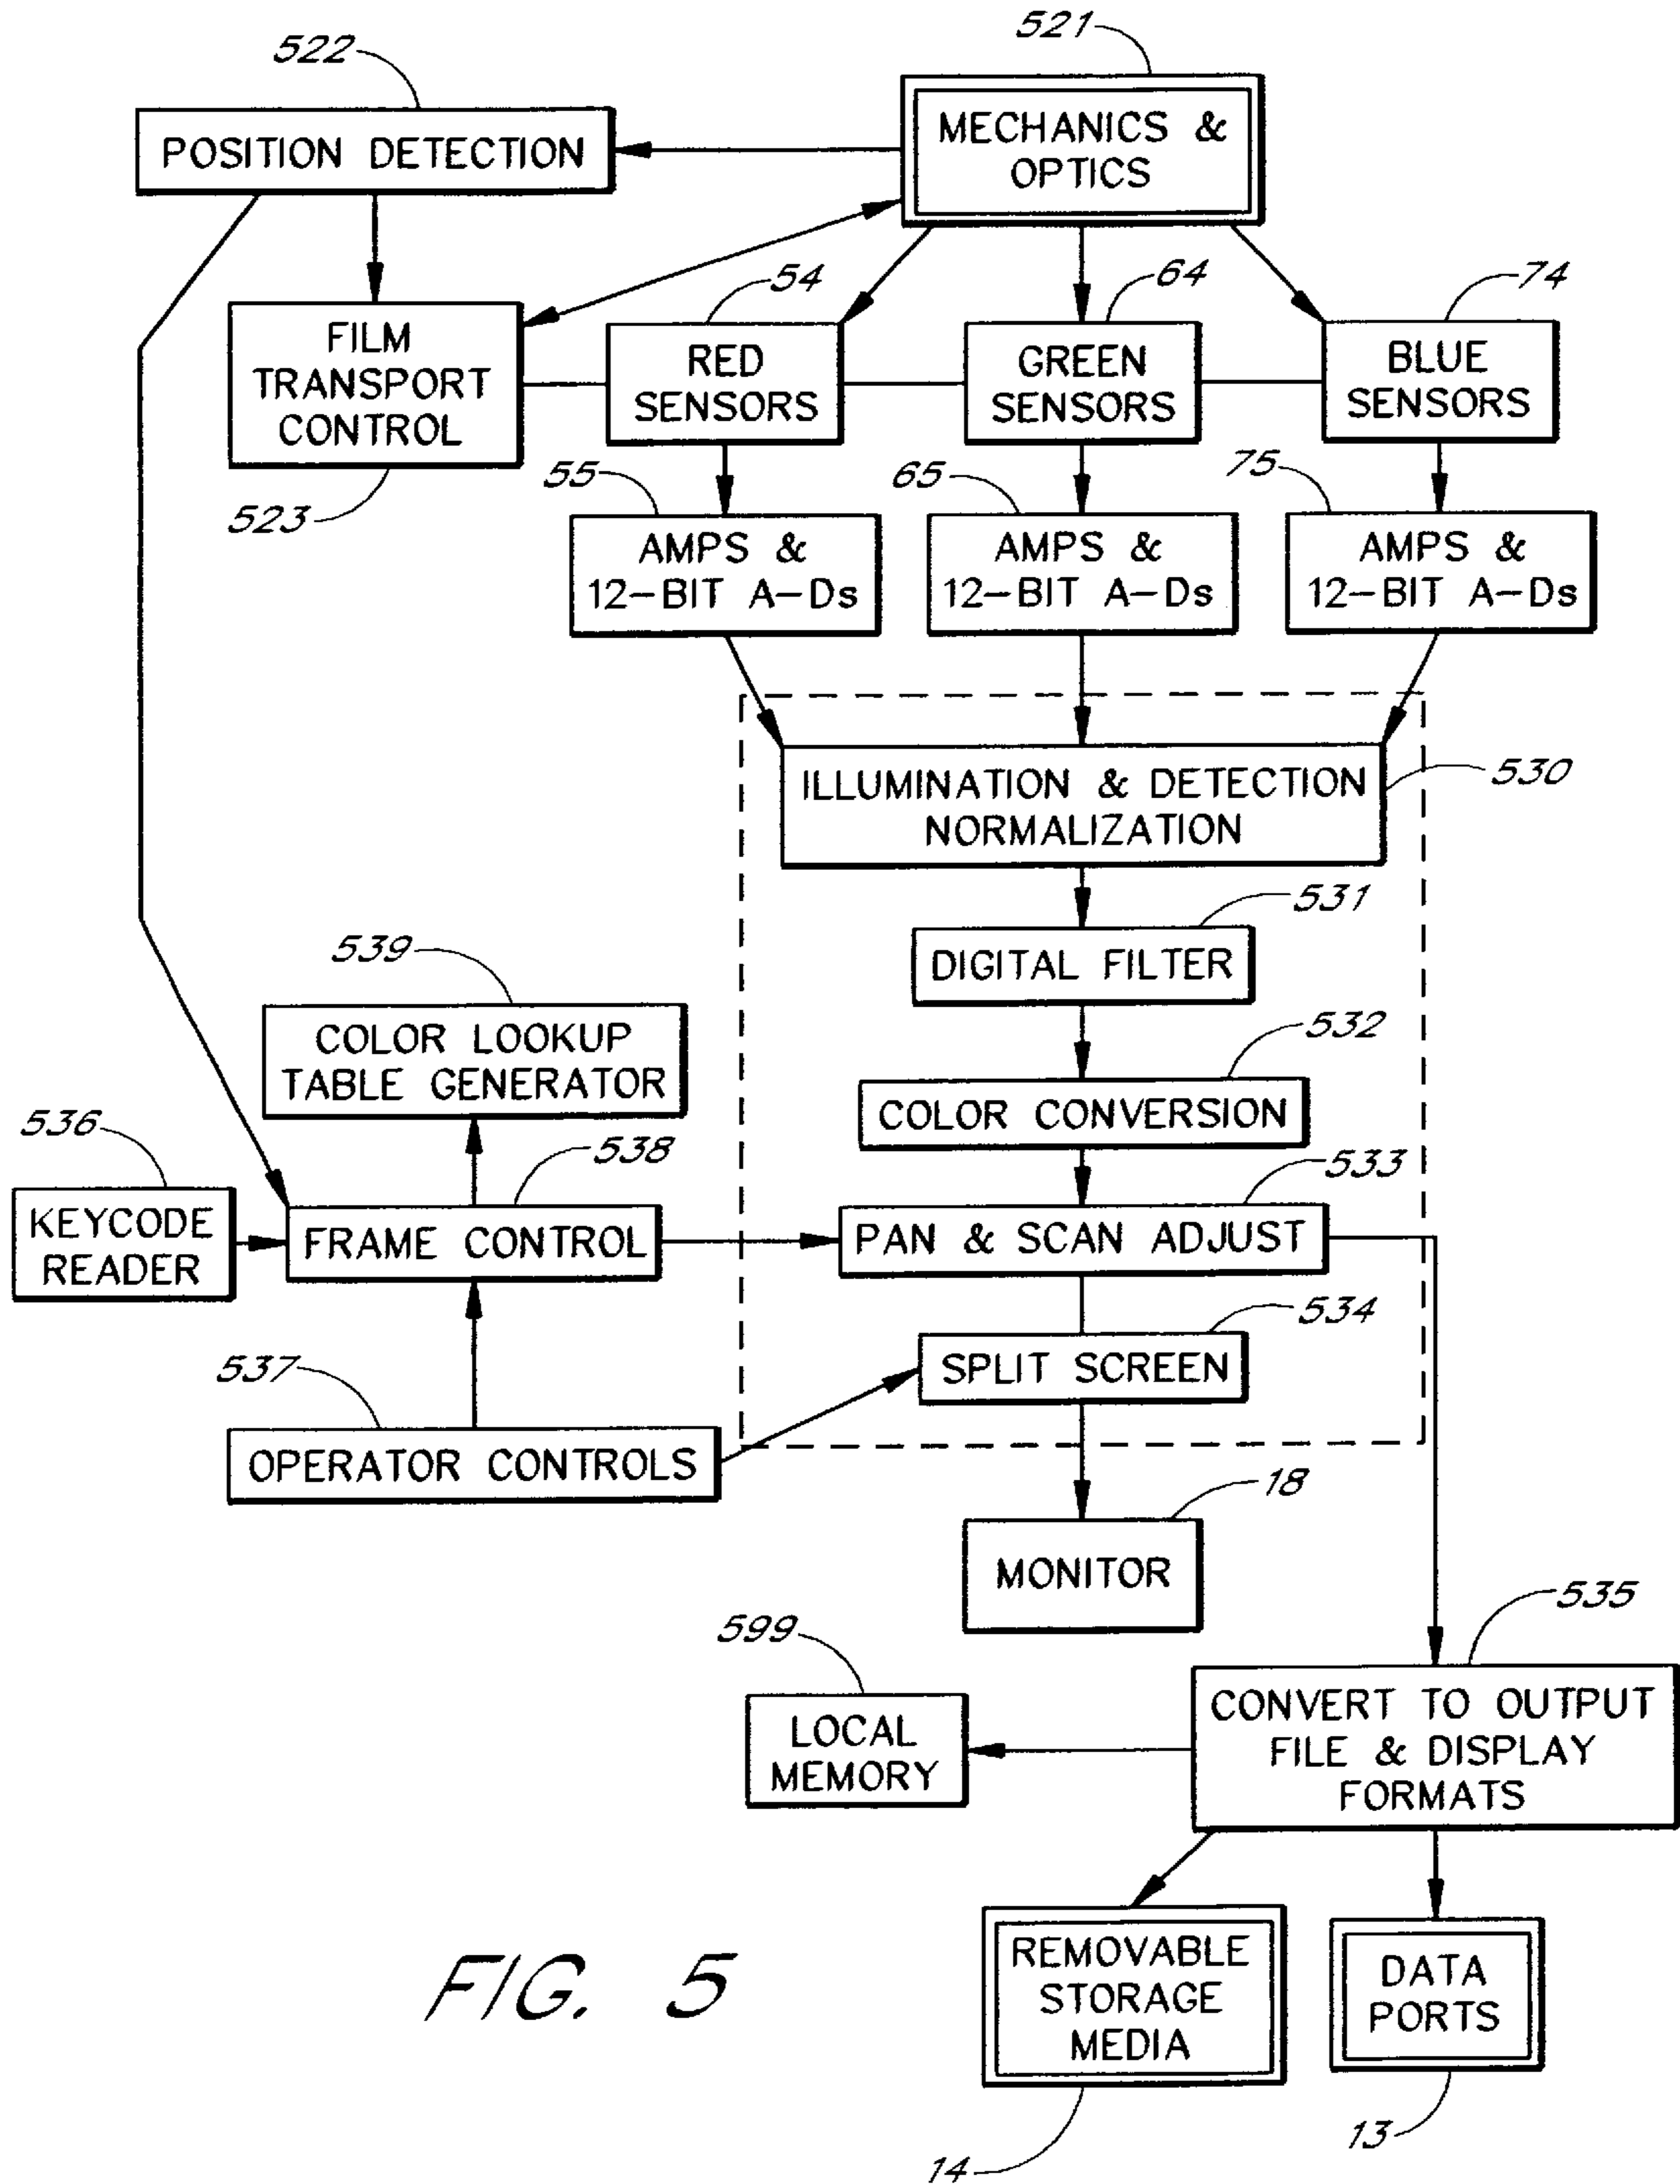 521
522
MECHANICS &
OPTICS
POSITION DETECTION
54
64
74
FILM
TRANSPORT
CONTROL
RED
SENSORS
GREEN
SENSORS
BLUE
SENSORS
523
55
65
75
AMPS &
12-BIT A-Ds
AMPS &
12-BIT A-Ds
AMPS &
12-BIT A-Ds
ILLUMINATION & DETECTION
NORMALIZATION
530
531
DIGITAL FILTER
539
COLOR LOOKUP
TABLE GENERATOR
532
COLOR CONVERSION
536
538
533
KEYCODE
READER
FRAME CONTROL
PAN & SCAN ADJUST
534
SPLIT SCREEN
537
OPERATOR CONTROLS
18
MONITOR
535
599
LOCAL
MEMORY
CONVERT TO OUTPUT
FILE & DISPLAY
FORMATS
REMOVABLE
STORAGE
MEDIA
DATA
PORTS
FIG. 5
14
13